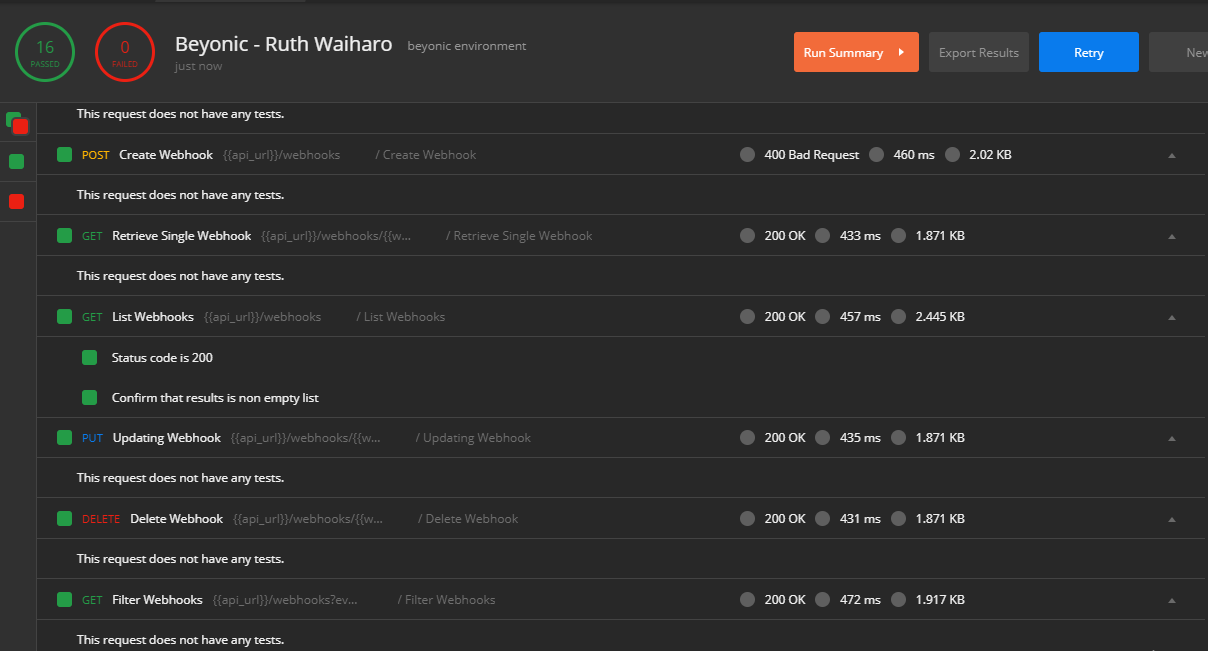 16
PASSED
0
FAILED
Beyonic - Ruth Waiharo beyonic environment
just now
Run Summary Export Results Retry New
This request does not have any tests.
POST Create Webhook {{api_url}}/webhooks / Create Webhook 400 Bad Request 460 ms 2.02 KB
This request does not have any tests.
GET Retrieve Single Webhook {{api_url}}/webhooks/{{w... / Retrieve Single Webhook 200 OK 433 ms 1.871 KB
This request does not have any tests.
GET List Webhooks {{api_url}}/webhooks / List Webhooks 200 OK 457 ms 2.445 KB
Status code is 200
Confirm that results is non empty list
PUT Updating Webhook {{api_url}}/webhooks/{{w... / Updating Webhook 200 OK 435 ms 1.871 KB
This request does not have any tests.
DELETE Delete Webhook {{api_url}}/webhooks/{{w... / Delete Webhook 200 OK 431 ms 1.871 KB
This request does not have any tests.
GET Filter Webhooks {{api_url}}/webhooks?ev... / Filter Webhooks 200 OK 472 ms 1.917 KB
This request does not have any tests.